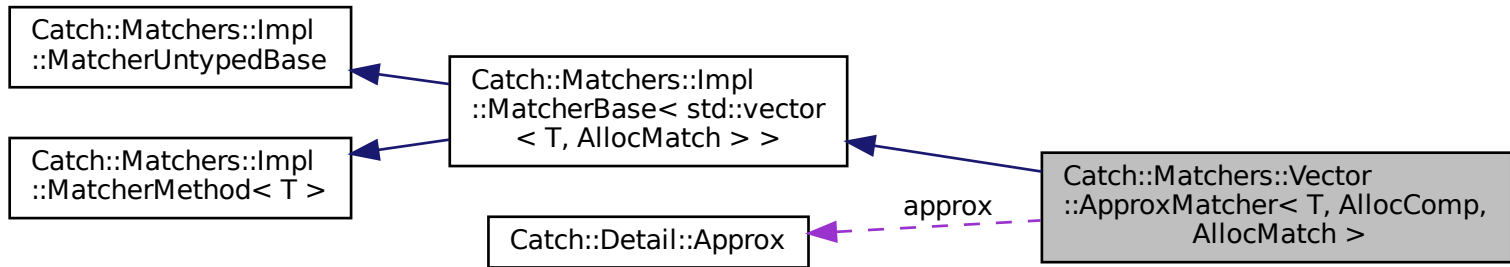 Catch::Matchers::Impl
::MatcherUntypedBase
Catch::Matchers::Impl
::MatcherMethod< T >
Catch::Matchers::Impl
::MatcherBase< std::vector
< T, AllocMatch > >
approx
Catch::Detail::Approx
Catch::Matchers::Vector
::ApproxMatcher< T, AllocComp,
AllocMatch >